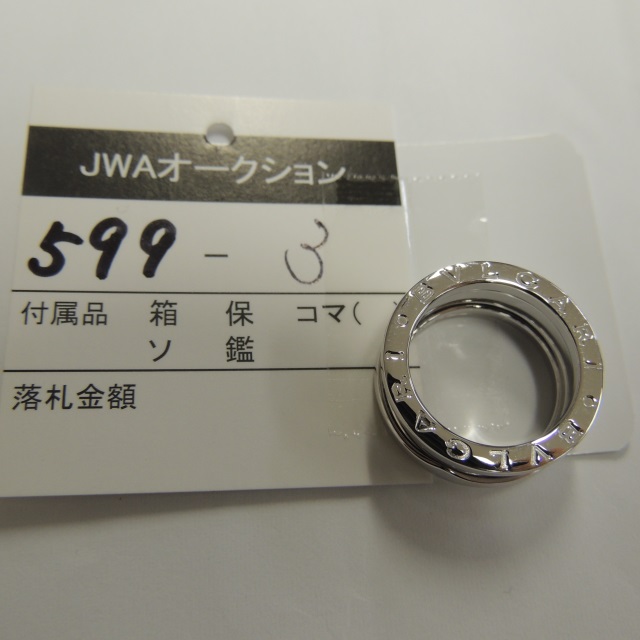 JWAオークション
599 - 3
付属品 箱 保 コマ( )
ソ 鑑
落札金額
BVLGARI BVLGARI